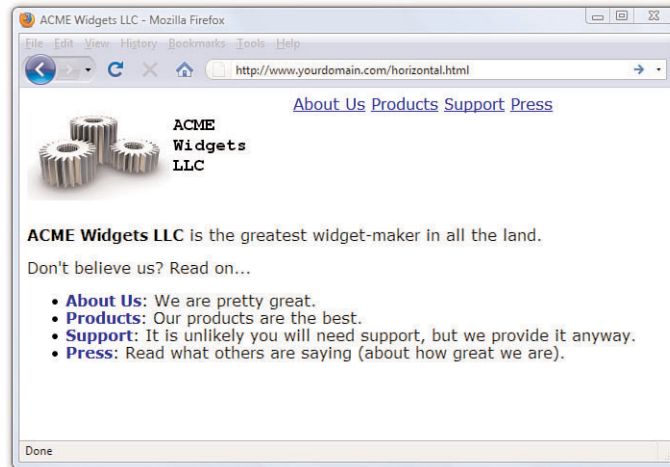 ACME Widgets LLC - Mozilla Firefox
File Edit View History Bookmarks Tools Help
http://www.yourdomain.com/horizontal.html
About Us Products Support Press
ACME
Widgets
LLC
ACME Widgets LLC is the greatest widget-maker in all the land.
Don't believe us? Read on...
• About Us: We are pretty great.
• Products: Our products are the best.
• Support: It is unlikely you will need support, but we provide it anyway.
• Press: Read what others are saying (about how great we are).
Done